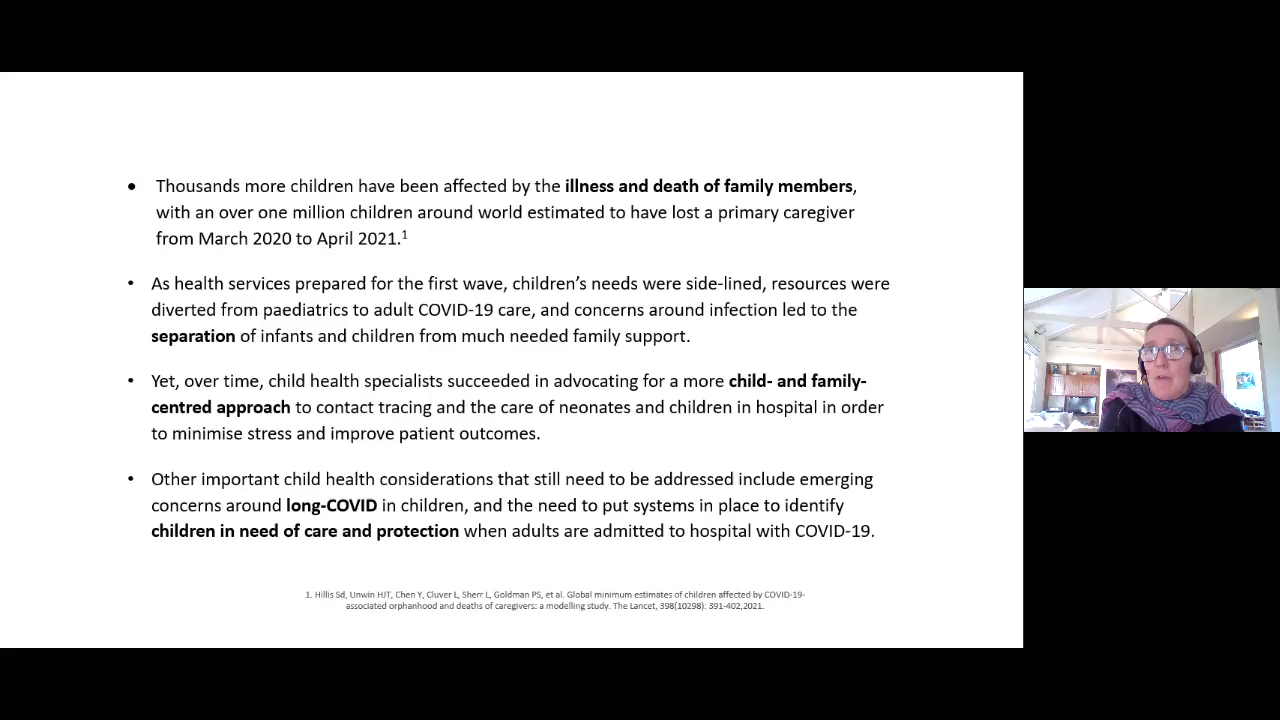 • Thousands more children have been affected by the illness and death of family members,
with an over one million children around world estimated to have lost a primary caregiver
from March 2020 to April 2021.1
• As health services prepared for the first wave, children’s needs were side-lined, resources were
diverted from paediatrics to adult COVID-19 care, and concerns around infection led to the
separation of infants and children from much needed family support.
• Yet, over time, child health specialists succeeded in advocating for a more child- and family-
centred approach to contact tracing and the care of neonates and children in hospital in order
to minimise stress and improve patient outcomes.
• Other important child health considerations that still need to be addressed include emerging
concerns around long-COVID in children, and the need to put systems in place to identify
children in need of care and protection when adults are admitted to hospital with COVID-19.
1. Hillis Sd, Unwin HJT, Chen Y, Cluver L, Sherr L, Goldman PS, et al. Global minimum estimates of children affected by COVID-19-
associated orphanhood and deaths of caregivers: a modelling study. The Lancet, 398(10298): 391-402,2021.